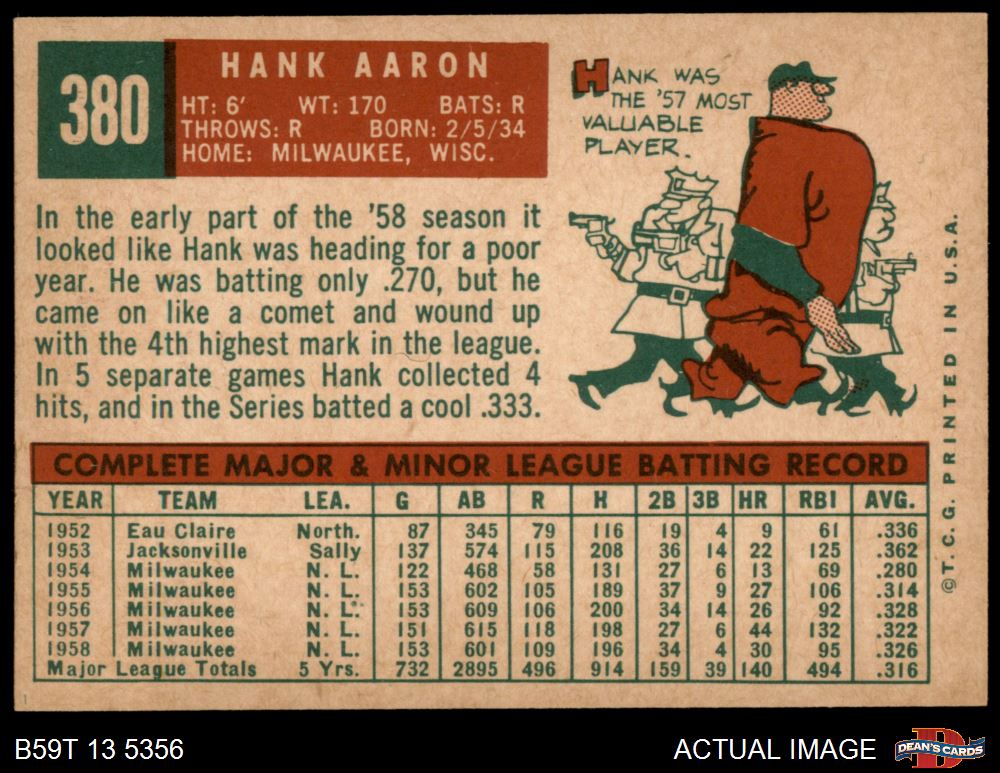 380
HANK AARON
HT: 6' WT: 170 BATS: R
THROWS: R BORN: 2/5/34
HOME: MILWAUKEE, WISC.
HANK WAS
THE '57 MOST
VALUABLE
PLAYER.
In the early part of the '58 season it
looked like Hank was heading for a poor
year. He was batting only .270, but he
came on like a comet and wound up
with the 4th highest mark in the league.
In 5 separate games Hank collected 4
hits, and in the Series batted a cool .333.
COMPLETE MAJOR & MINOR LEAGUE BATTING RECORD
YEAR TEAM LEA. G AB R H 2B 3B HR RBI AVG.
1952 Eau Claire North. 87 345 79 116 19 4 9 61 .336
1953 Jacksonville Sally 137 574 115 208 36 14 22 125 .362
1954 Milwaukee N. L. 122 468 58 131 27 6 13 69 .280
1955 Milwaukee N. L. 153 602 105 189 37 9 27 106 .314
1956 Milwaukee N. L. 153 609 106 200 34 14 26 92 .328
1957 Milwaukee N. L. 151 615 118 198 27 6 44 132 .322
1958 Milwaukee N. L. 153 601 109 196 34 4 30 95 .326
Major League Totals 5 Yrs. 732 2895 496 914 159 39 140 494 .316
©T. C. G. PRINTED IN U.S.A.
B59T 13 5356
ACTUAL IMAGE
D
DEAN'S CARDS